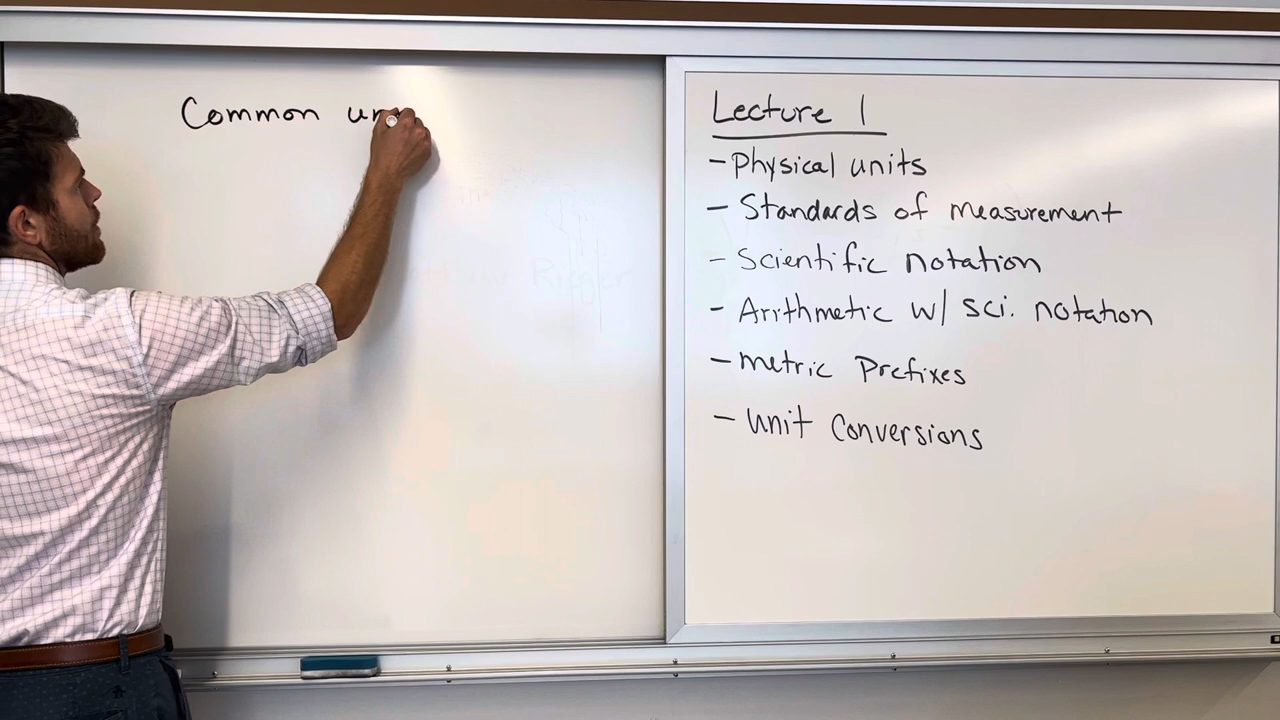 Common un
Lecture 1
- Physical units
- Standards of measurement
- Scientific notation
- Arithmetic w/ sci. notation
- metric Prefixes
- unit conversions